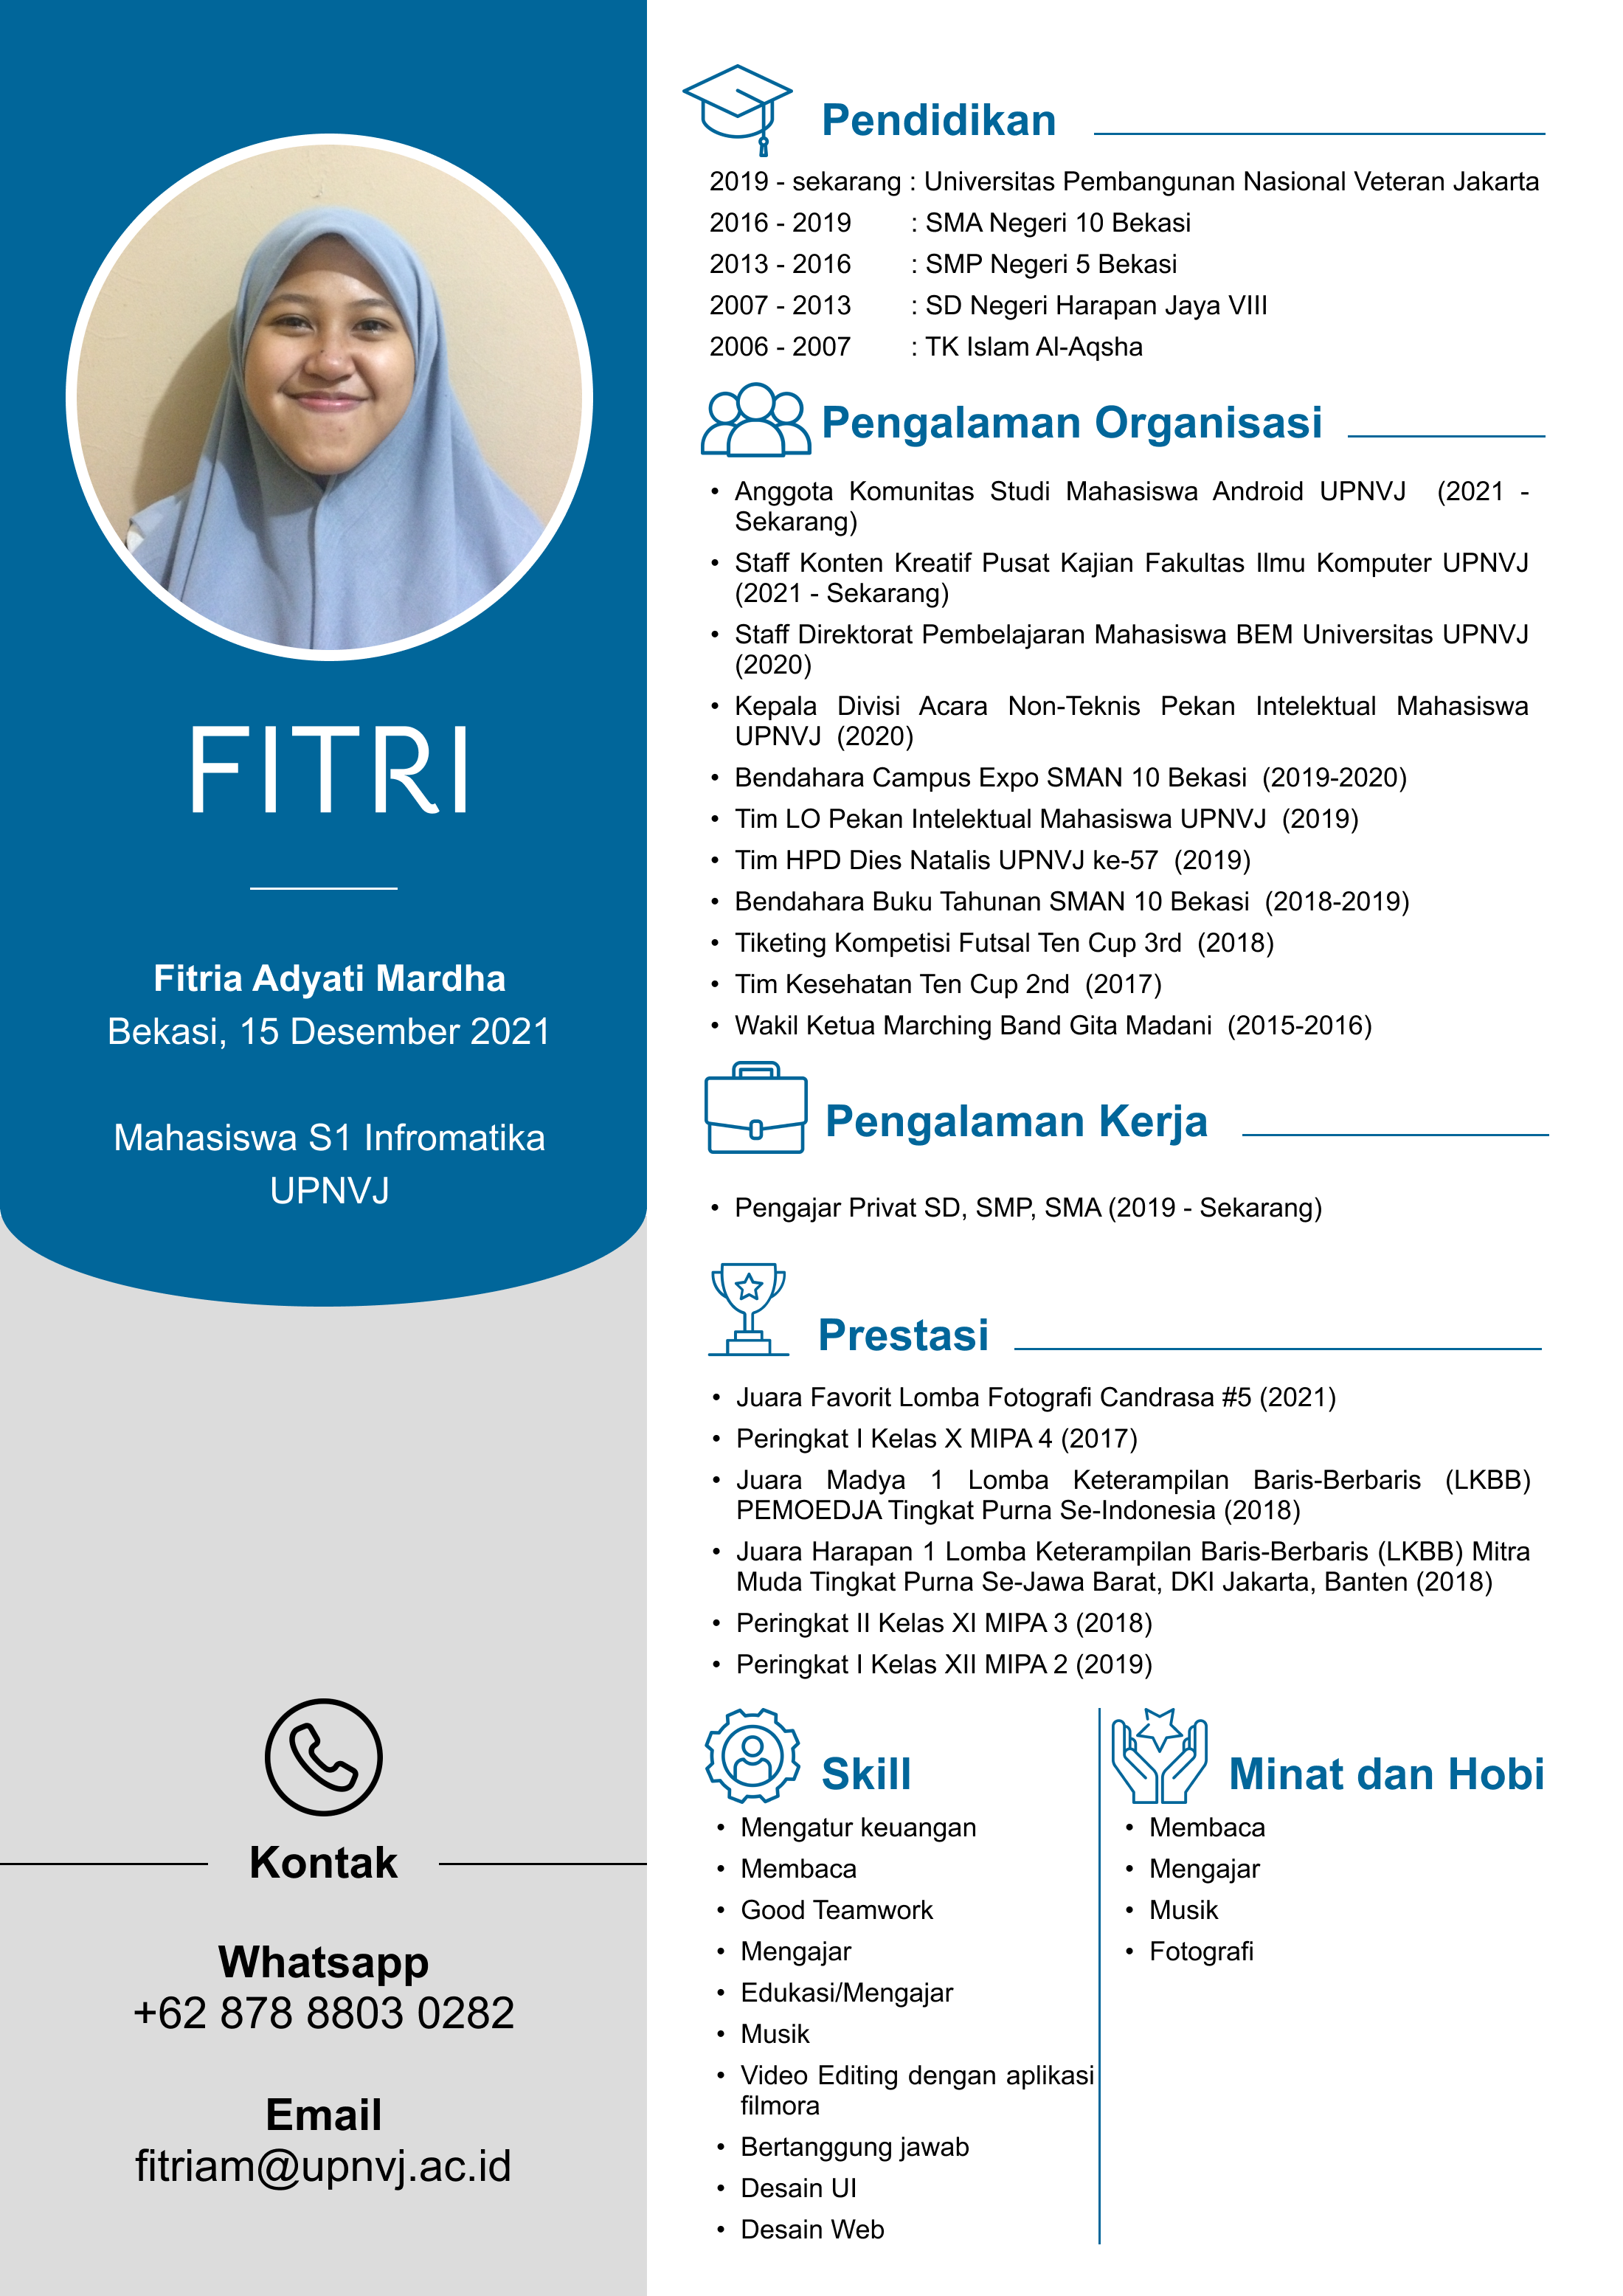 FITRI
Fitria Adyati Mardha
Bekasi, 15 Desember 2021
Mahasiswa S1 Infromatika
UPNVJ
Kontak
Whatsapp
+62 878 8803 0282
Email
fitriam@upnvj.ac.id
Pendidikan
2019 - sekarang : Universitas Pembangunan Nasional Veteran Jakarta
2016 - 2019 : SMA Negeri 10 Bekasi
2013 - 2016 : SMP Negeri 5 Bekasi
2007 - 2013 : SD Negeri Harapan Jaya VIII
2006 - 2007 : TK Islam Al-Aqsha
Pengalaman Organisasi
• Anggota Komunitas Studi Mahasiswa Android UPNVJ (2021 -
Sekarang)
• Staff Konten Kreatif Pusat Kajian Fakultas Ilmu Komputer UPNVJ
(2021 - Sekarang)
• Staff Direktorat Pembelajaran Mahasiswa BEM Universitas UPNVJ
(2020)
• Kepala Divisi Acara Non-Teknis Pekan Intelektual Mahasiswa
UPNVJ (2020)
• Bendahara Campus Expo SMAN 10 Bekasi (2019-2020)
• Tim LO Pekan Intelektual Mahasiswa UPNVJ (2019)
• Tim HPD Dies Natalis UPNVJ ke-57 (2019)
• Bendahara Buku Tahunan SMAN 10 Bekasi (2018-2019)
• Tiketing Kompetisi Futsal Ten Cup 3rd (2018)
• Tim Kesehatan Ten Cup 2nd (2017)
• Wakil Ketua Marching Band Gita Madani (2015-2016)
Pengalaman Kerja
• Pengajar Privat SD, SMP, SMA (2019 - Sekarang)
Prestasi
• Juara Favorit Lomba Fotografi Candrasa #5 (2021)
• Peringkat I Kelas X MIPA 4 (2017)
• Juara Madya 1 Lomba Keterampilan Baris-Berbaris (LKBB)
PEMOEDJA Tingkat Purna Se-Indonesia (2018)
• Juara Harapan 1 Lomba Keterampilan Baris-Berbaris (LKBB) Mitra
Muda Tingkat Purna Se-Jawa Barat, DKI Jakarta, Banten (2018)
• Peringkat II Kelas XI MIPA 3 (2018)
• Peringkat I Kelas XII MIPA 2 (2019)
Skill
• Mengatur keuangan
• Membaca
• Good Teamwork
• Mengajar
• Edukasi/Mengajar
• Musik
• Video Editing dengan aplikasi
filmora
• Bertanggung jawab
• Desain UI
• Desain Web
Minat dan Hobi
• Membaca
• Mengajar
• Musik
• Fotografi